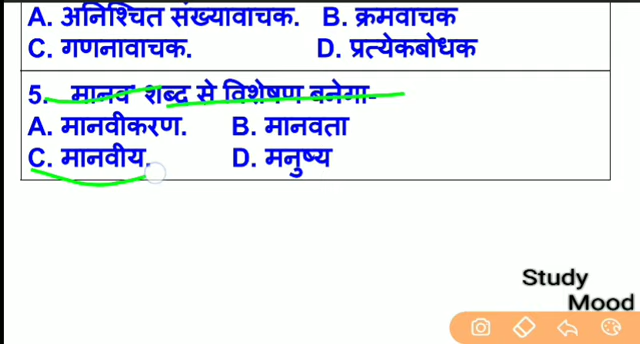 A. अनिश्चित संख्यावाचक. B. क्रमवाचक
C. गणनावाचक. D. प्रत्येकबोधक
5. मानव' शब्द से विशेषण बनेगा-
A. मानवीकरण. B. मानवता
C. मानवीय. D. मनुष्य
Study
Mood